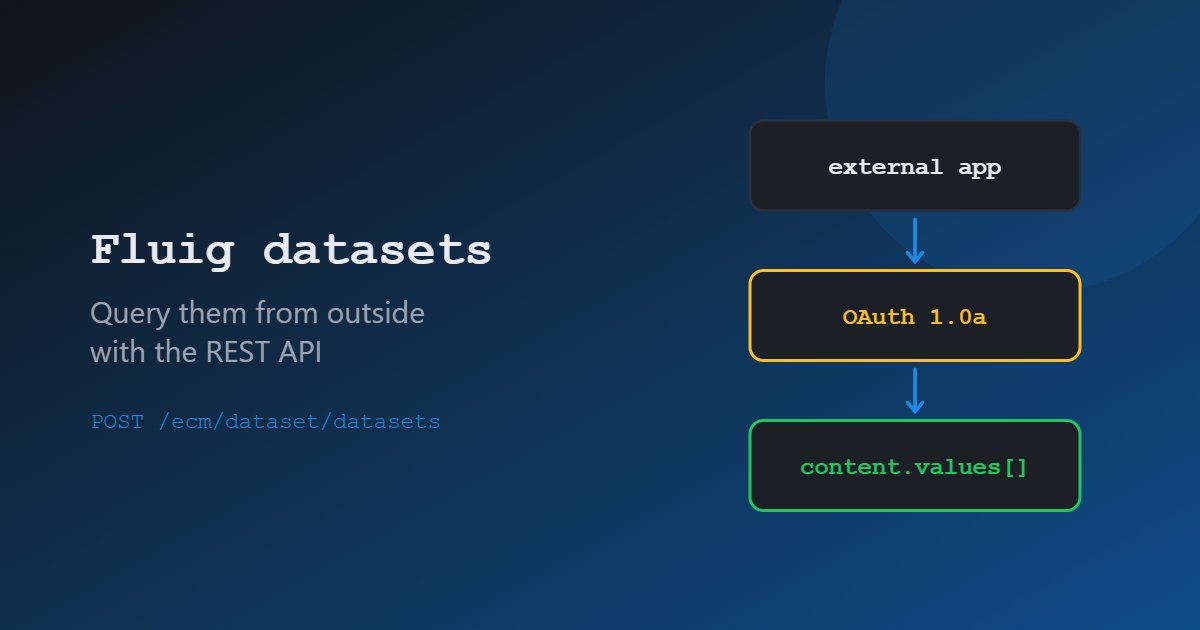 Fluig datasets
Query them from outside
with the REST API
POST /ecm/dataset/datasets
external app
OAuth 1.0a
content.values[]